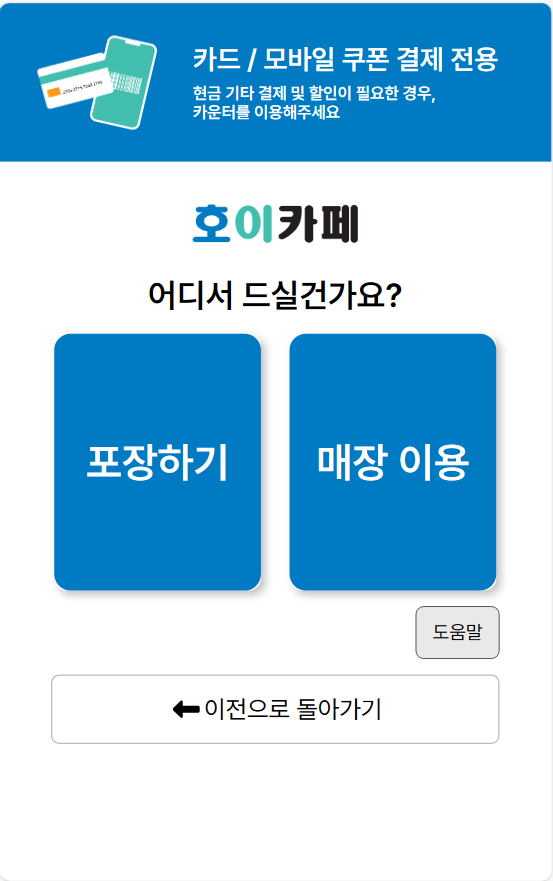 카드 / 모바일 쿠폰 결제 전용
현금 기타 결제 및 할인이 필요한 경우,
카운터를 이용해주세요
호이카페
어디서 드실건가요?
포장하기
매장 이용
도움말
이전으로 돌아가기